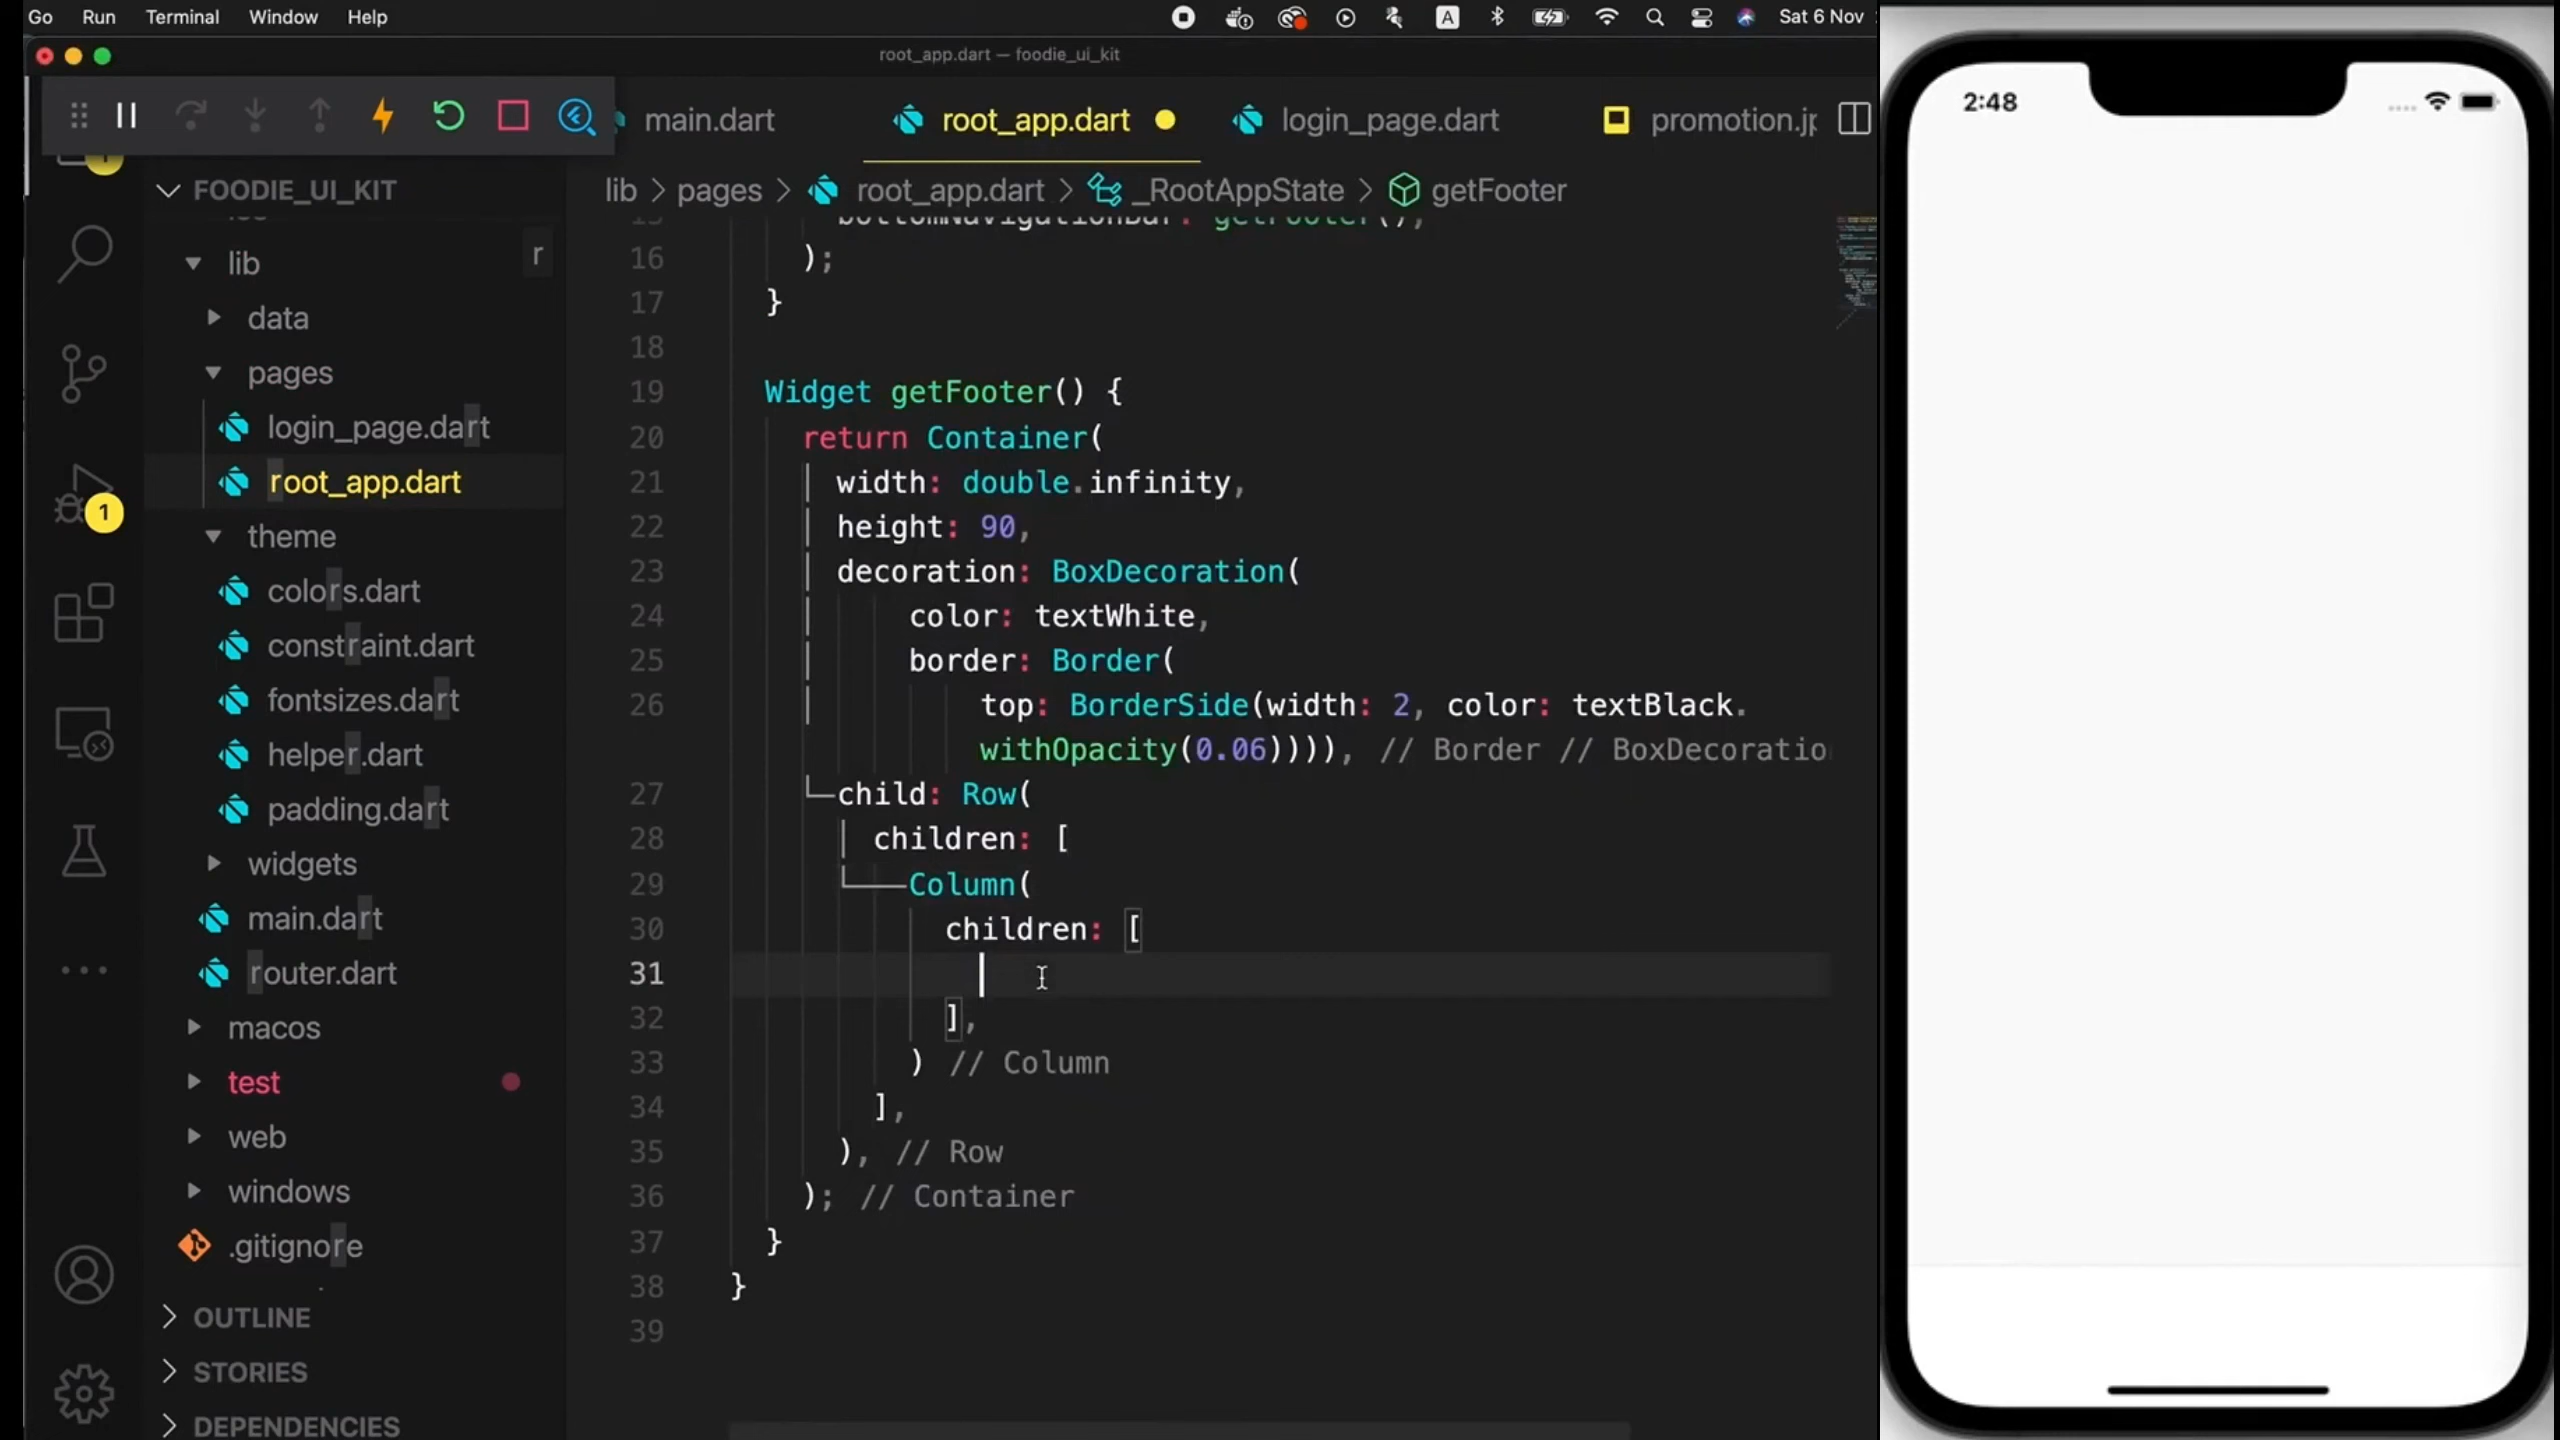 Go Run Terminal Window Help
A Sat 6 Nov
root_app.dart — foodie_ui_kit
main.dart root_app.dart login_page.dart promotion.jp
lib > pages > root_app.dart > _RootAppState > getFooter
FOODIE_UI_KIT
lib
r
data
pages
login_page.dart
root_app.dart
1
theme
colors.dart
constraint.dart
fontsizes.dart
helper.dart
padding.dart
widgets
main.dart
router.dart
macos
test
web
windows
.gitignore
OUTLINE
STORIES
DEPENDENCIES
15 bottomNavigationBar: getFooter(),
16 );
17 }
18
19 Widget getFooter() {
20 return Container(
21 width: double.infinity,
22 height: 90,
23 decoration: BoxDecoration(
24 color: textWhite,
25 border: Border(
26 top: BorderSide(width: 2, color: textBlack.
withOpacity(0.06)))), // Border // BoxDecoratio
27 child: Row(
28 children: [
29 Column(
30 children: [
31
32 ],
33 ) // Column
34 ],
35 ), // Row
36 ); // Container
37 }
38 }
39
2:48